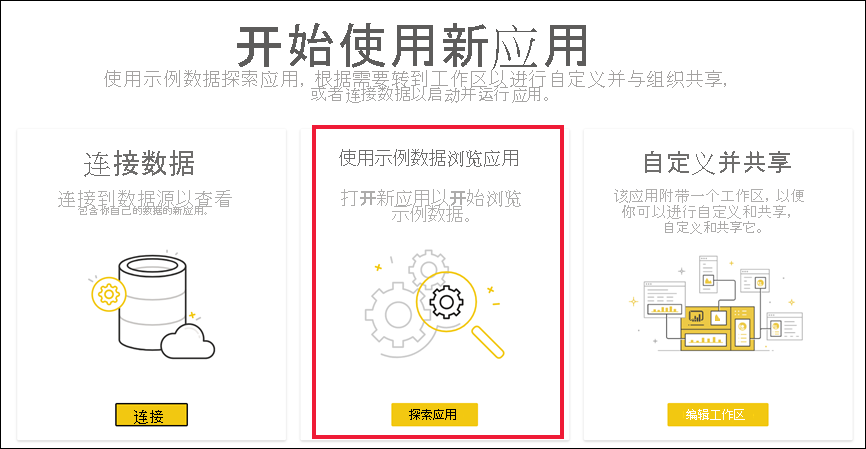 开始使用新应用
使用示例数据探索应用, 根据需要转到工作区以进行自定义并与组织共享,
或者连接数据以启动并运行应用。
连接数据
连接到数据源以查看
包含你自己的数据的新应用。
连接
使用示例数据浏览应用
打开新应用以开始浏览
示例数据。
探索应用
自定义并共享
该应用附带一个工作区, 以便
你可以进行自定义和共享,
自定义和共享它。
编辑工作区